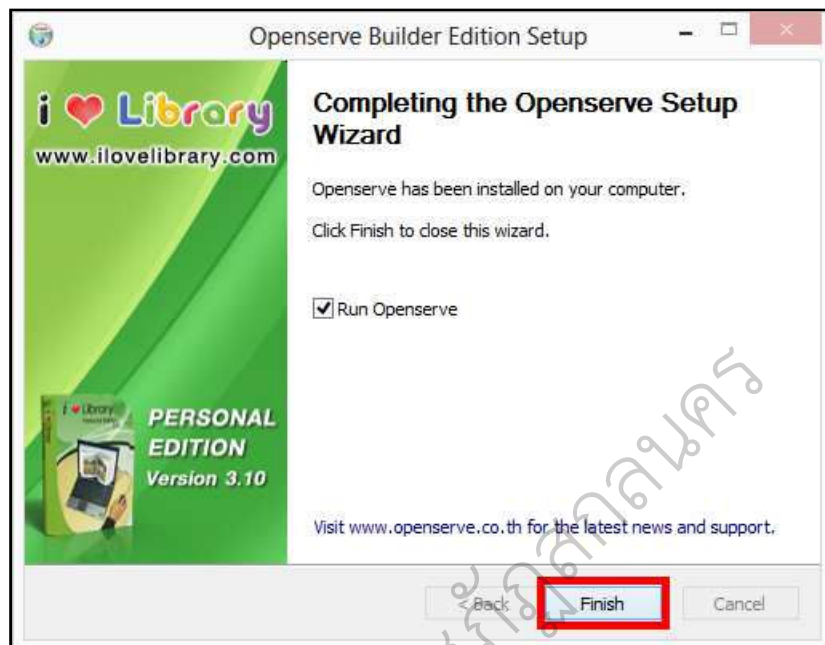 Openserve Builder Edition Setup
i ❤ Library
www.ilovelibrary.com
Completing the Openserve Setup
Wizard
Openserve has been installed on your computer.
Click Finish to close this wizard.
Run Openserve
i ❤ Library
PERSONAL
EDITION
Version 3.10
Visit www.openserve.co.th for the latest news and support.
< Back
Finish
Cancel